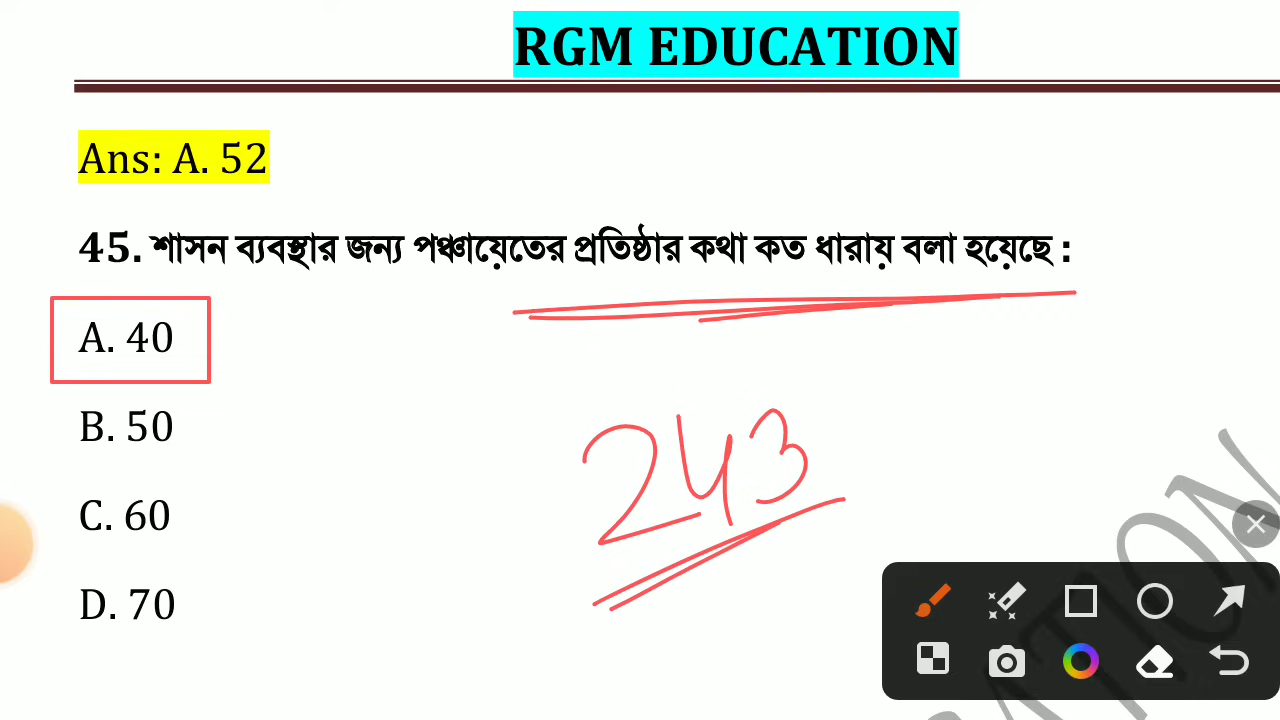 RGM EDUCATION
Ans: A. 52
45. শাসন ব্যবস্থার জন্য পঞ্চায়েতের প্রতিষ্ঠার কথা কত ধারায় বলা হয়েছে :
A. 40
B. 50
243
C. 60
D. 70